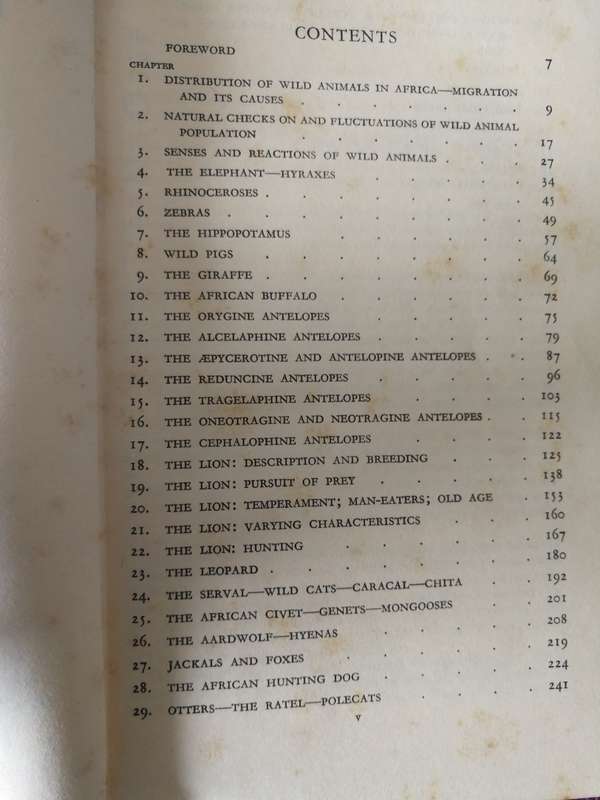 CONTENTS
FOREWORD 7
CHAPTER
1. DISTRIBUTION OF WILD ANIMALS IN AFRICA—MIGRATION
AND ITS CAUSES . . . . . . . 9
2. NATURAL CHECKS ON AND FLUCTUATIONS OF WILD ANIMAL
POPULATION . . . . . . . 17
3. SENSES AND REACTIONS OF WILD ANIMALS . . . 27
4. THE ELEPHANT—HYRAXES . . . . . 34
5. RHINOCEROSES . . . . . . . 45
6. ZEBRAS . . . . . . . . 49
7. THE HIPPOPOTAMUS . . . . . . 57
8. WILD PIGS . . . . . . . 64
9. THE GIRAFFE . . . . . . . 69
10. THE AFRICAN BUFFALO . . . . . 72
11. THE ORYGINE ANTELOPES . . . . 75
12. THE ALCELAPHINE ANTELOPES . . . . 79
13. THE ÆPYCEROTINE AND ANTELOPINE ANTELOPES . . . 87
14. THE REDUNCINE ANTELOPES . . . . . 96
15. THE TRAGELAPHINE ANTELOPES . . . . 103
16. THE ONEOTRAGINE AND NEOTRAGINE ANTELOPES . . 115
17. THE CEPHALOPHINE ANTELOPES . . . . 122
18. THE LION: DESCRIPTION AND BREEDING . . . 125
19. THE LION: PURSUIT OF PREY . . . . . 138
20. THE LION: TEMPERAMENT; MAN-EATERS; OLD AGE . 153
21. THE LION: VARYING CHARACTERISTICS . . . 160
22. THE LION: HUNTING . . . . . . 167
23. THE LEOPARD . . . . . . . 180
24. THE SERVAL—WILD CATS—CARACAL—CHITA . . 192
25. THE AFRICAN CIVET—GENETS—MONGOOSES . . 201
26. THE AARDWOLF—HYENAS . . . . . 208
27. JACKALS AND FOXES . . . . . . 219
28. THE AFRICAN HUNTING DOG . . . . . 224
29. OTTERS—THE RATEL—POLECATS . . . . 241
v